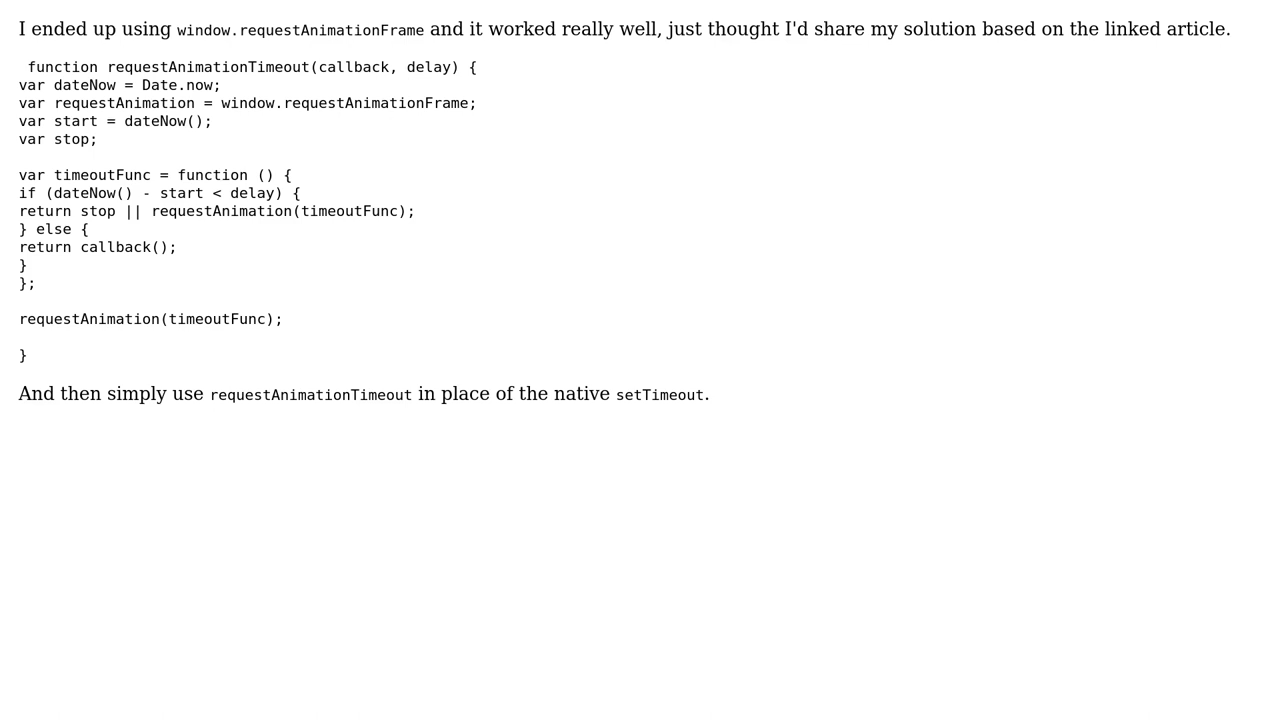 I ended up using window.requestAnimationFrame and it worked really well, just thought I'd share my solution based on the linked article.
function requestAnimationTimeout(callback, delay) {
var dateNow = Date.now;
var requestAnimation = window.requestAnimationFrame;
var start = dateNow();
var stop;
var timeoutFunc = function () {
if (dateNow() - start < delay) {
return stop || requestAnimation(timeoutFunc);
} else {
return callback();
}
};
requestAnimation(timeoutFunc);
}
And then simply use requestAnimationTimeout in place of the native setTimeout.